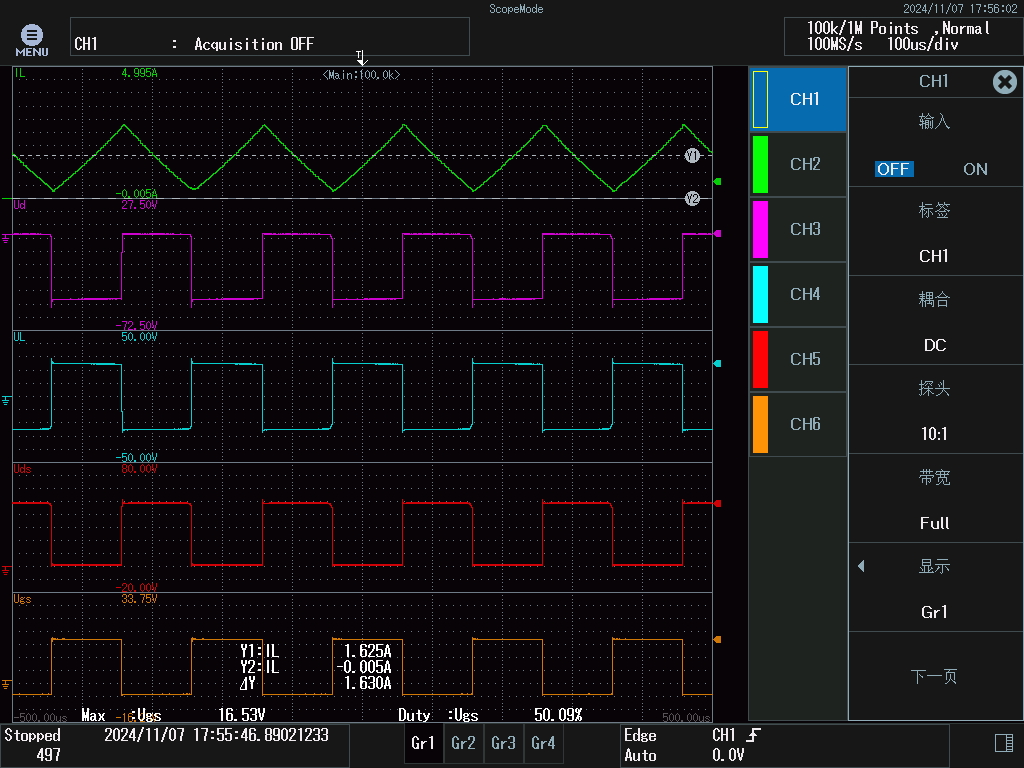 ScopeMode
2024/11/07 17:56:02
MENU
CH1 : Acquisition OFF
100k/1M Points ,Normal
100MS/s 100us/div
T
IL
4.995A
<Main:100.0k>
Y1
-0.005A
Y2
Ud
27.50V
-72.50V
UL
50.00V
-50.00V
Uds
80.00V
-20.00V
Ugs
33.75V
Y1:IL 1.625A
Y2:IL -0.005A
ΔY 1.630A
-500.00us
Max :Ugs 16.53V
Duty :Ugs 50.09%
500.00us
CH1
CH2
CH3
CH4
CH5
CH6
CH1
输入
OFF ON
标签
CH1
耦合
DC
探头
10:1
带宽
Full
显示
Gr1
下一页
Stopped
497
2024/11/07 17:55:46.89021233
Gr1 Gr2 Gr3 Gr4
Edge CH1
Auto 0.0V